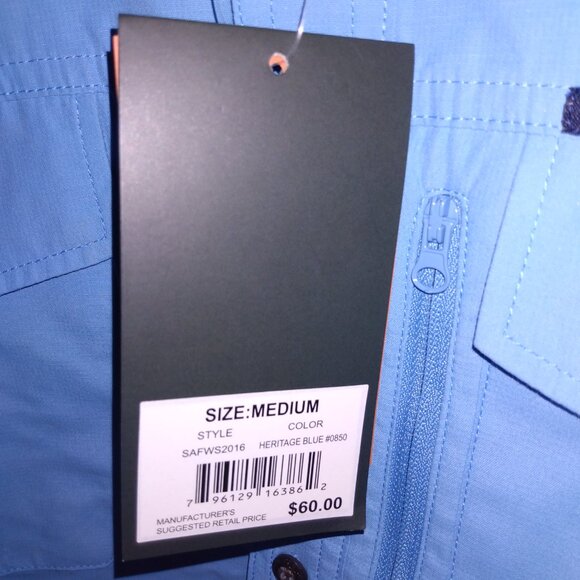 SIZE:MEDIUM
STYLE COLOR
SAFWS2016 HERITAGE BLUE #0850
7 96129 16386 2
MANUFACTURER'S
SUGGESTED RETAIL PRICE $60.00